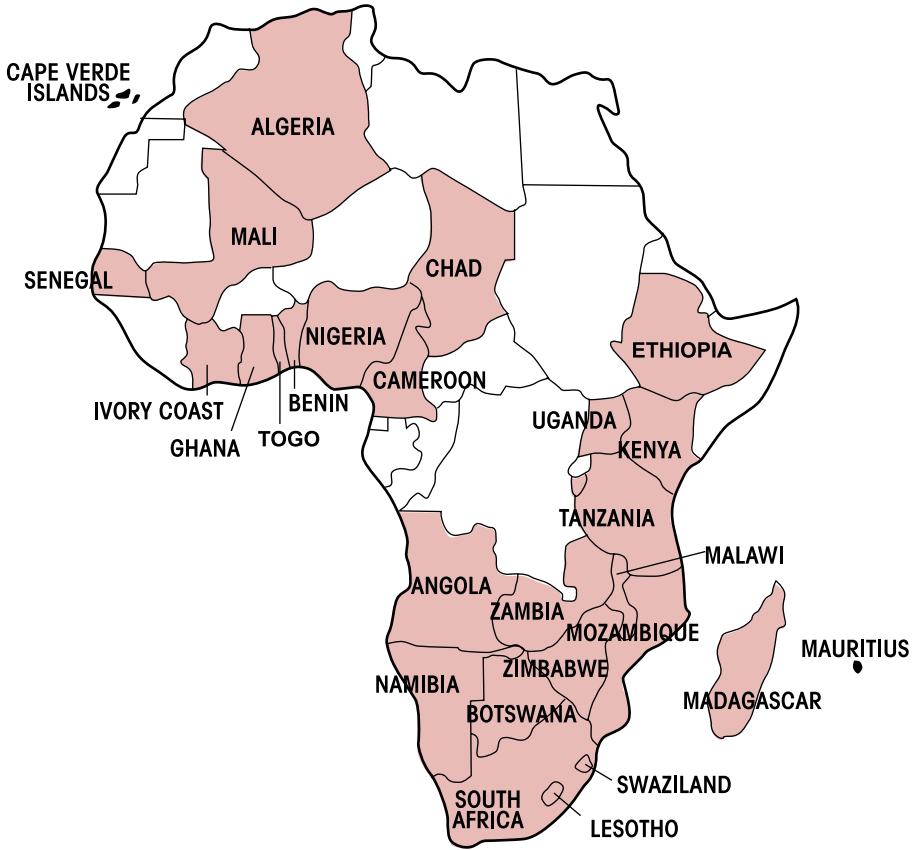 CAPE VERDE
ISLANDS
ALGERIA
MALI
SENEGAL
CHAD
NIGERIA
ETHIOPIA
CAMEROON
IVORY COAST
BENIN
GHANA
TOGO
UGANDA
KENYA
TANZANIA
MALAWI
ANGOLA
ZAMBIA
MOZAMBIQUE
MAURITIUS
ZIMBABWE
NAMIBIA
MADAGASCAR
BOTSWANA
SWAZILAND
SOUTH
AFRICA
LESOTHO